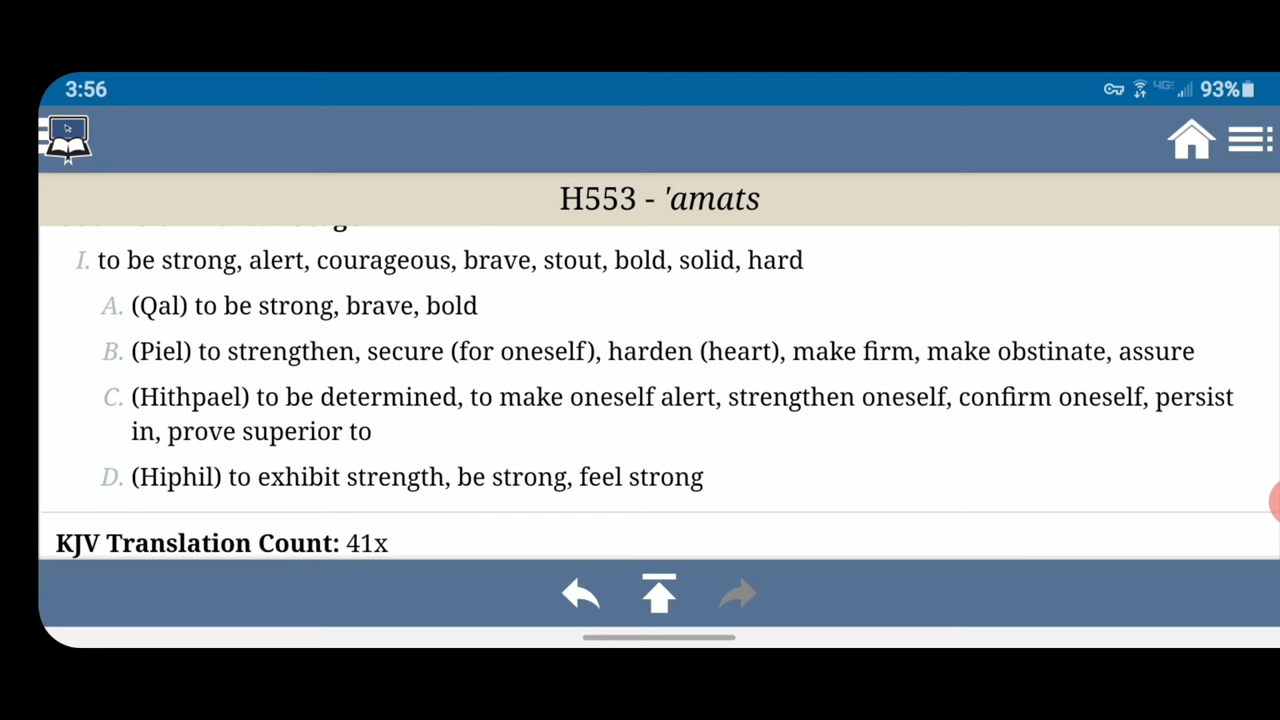 3:56
4GE
93%
H553 - 'amats
I. to be strong, alert, courageous, brave, stout, bold, solid, hard
A. (Qal) to be strong, brave, bold
B. (Piel) to strengthen, secure (for oneself), harden (heart), make firm, make obstinate, assure
C. (Hithpael) to be determined, to make oneself alert, strengthen oneself, confirm oneself, persist
in, prove superior to
D. (Hiphil) to exhibit strength, be strong, feel strong
KJV Translation Count: 41x